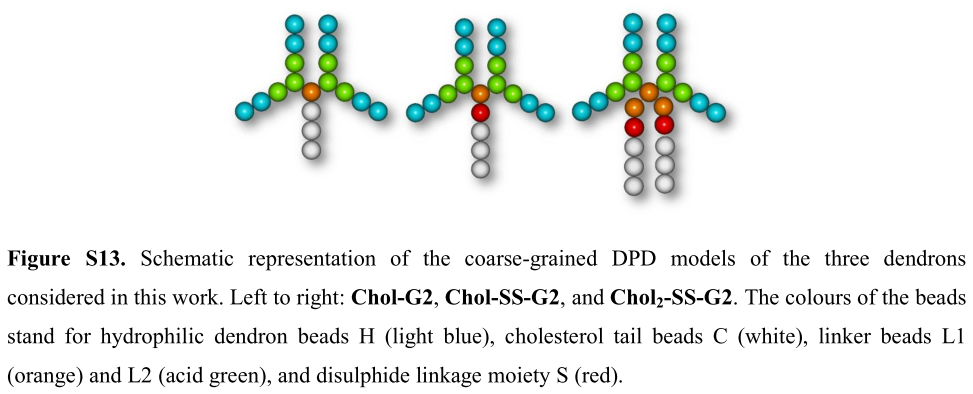 Figure S13. Schematic representation of the coarse-grained DPD models of the three dendrons
considered in this work. Left to right: Chol-G2, Chol-SS-G2, and Chol₂-SS-G2. The colours of the beads
stand for hydrophilic dendron beads H (light blue), cholesterol tail beads C (white), linker beads L1
(orange) and L2 (acid green), and disulphide linkage moiety S (red).